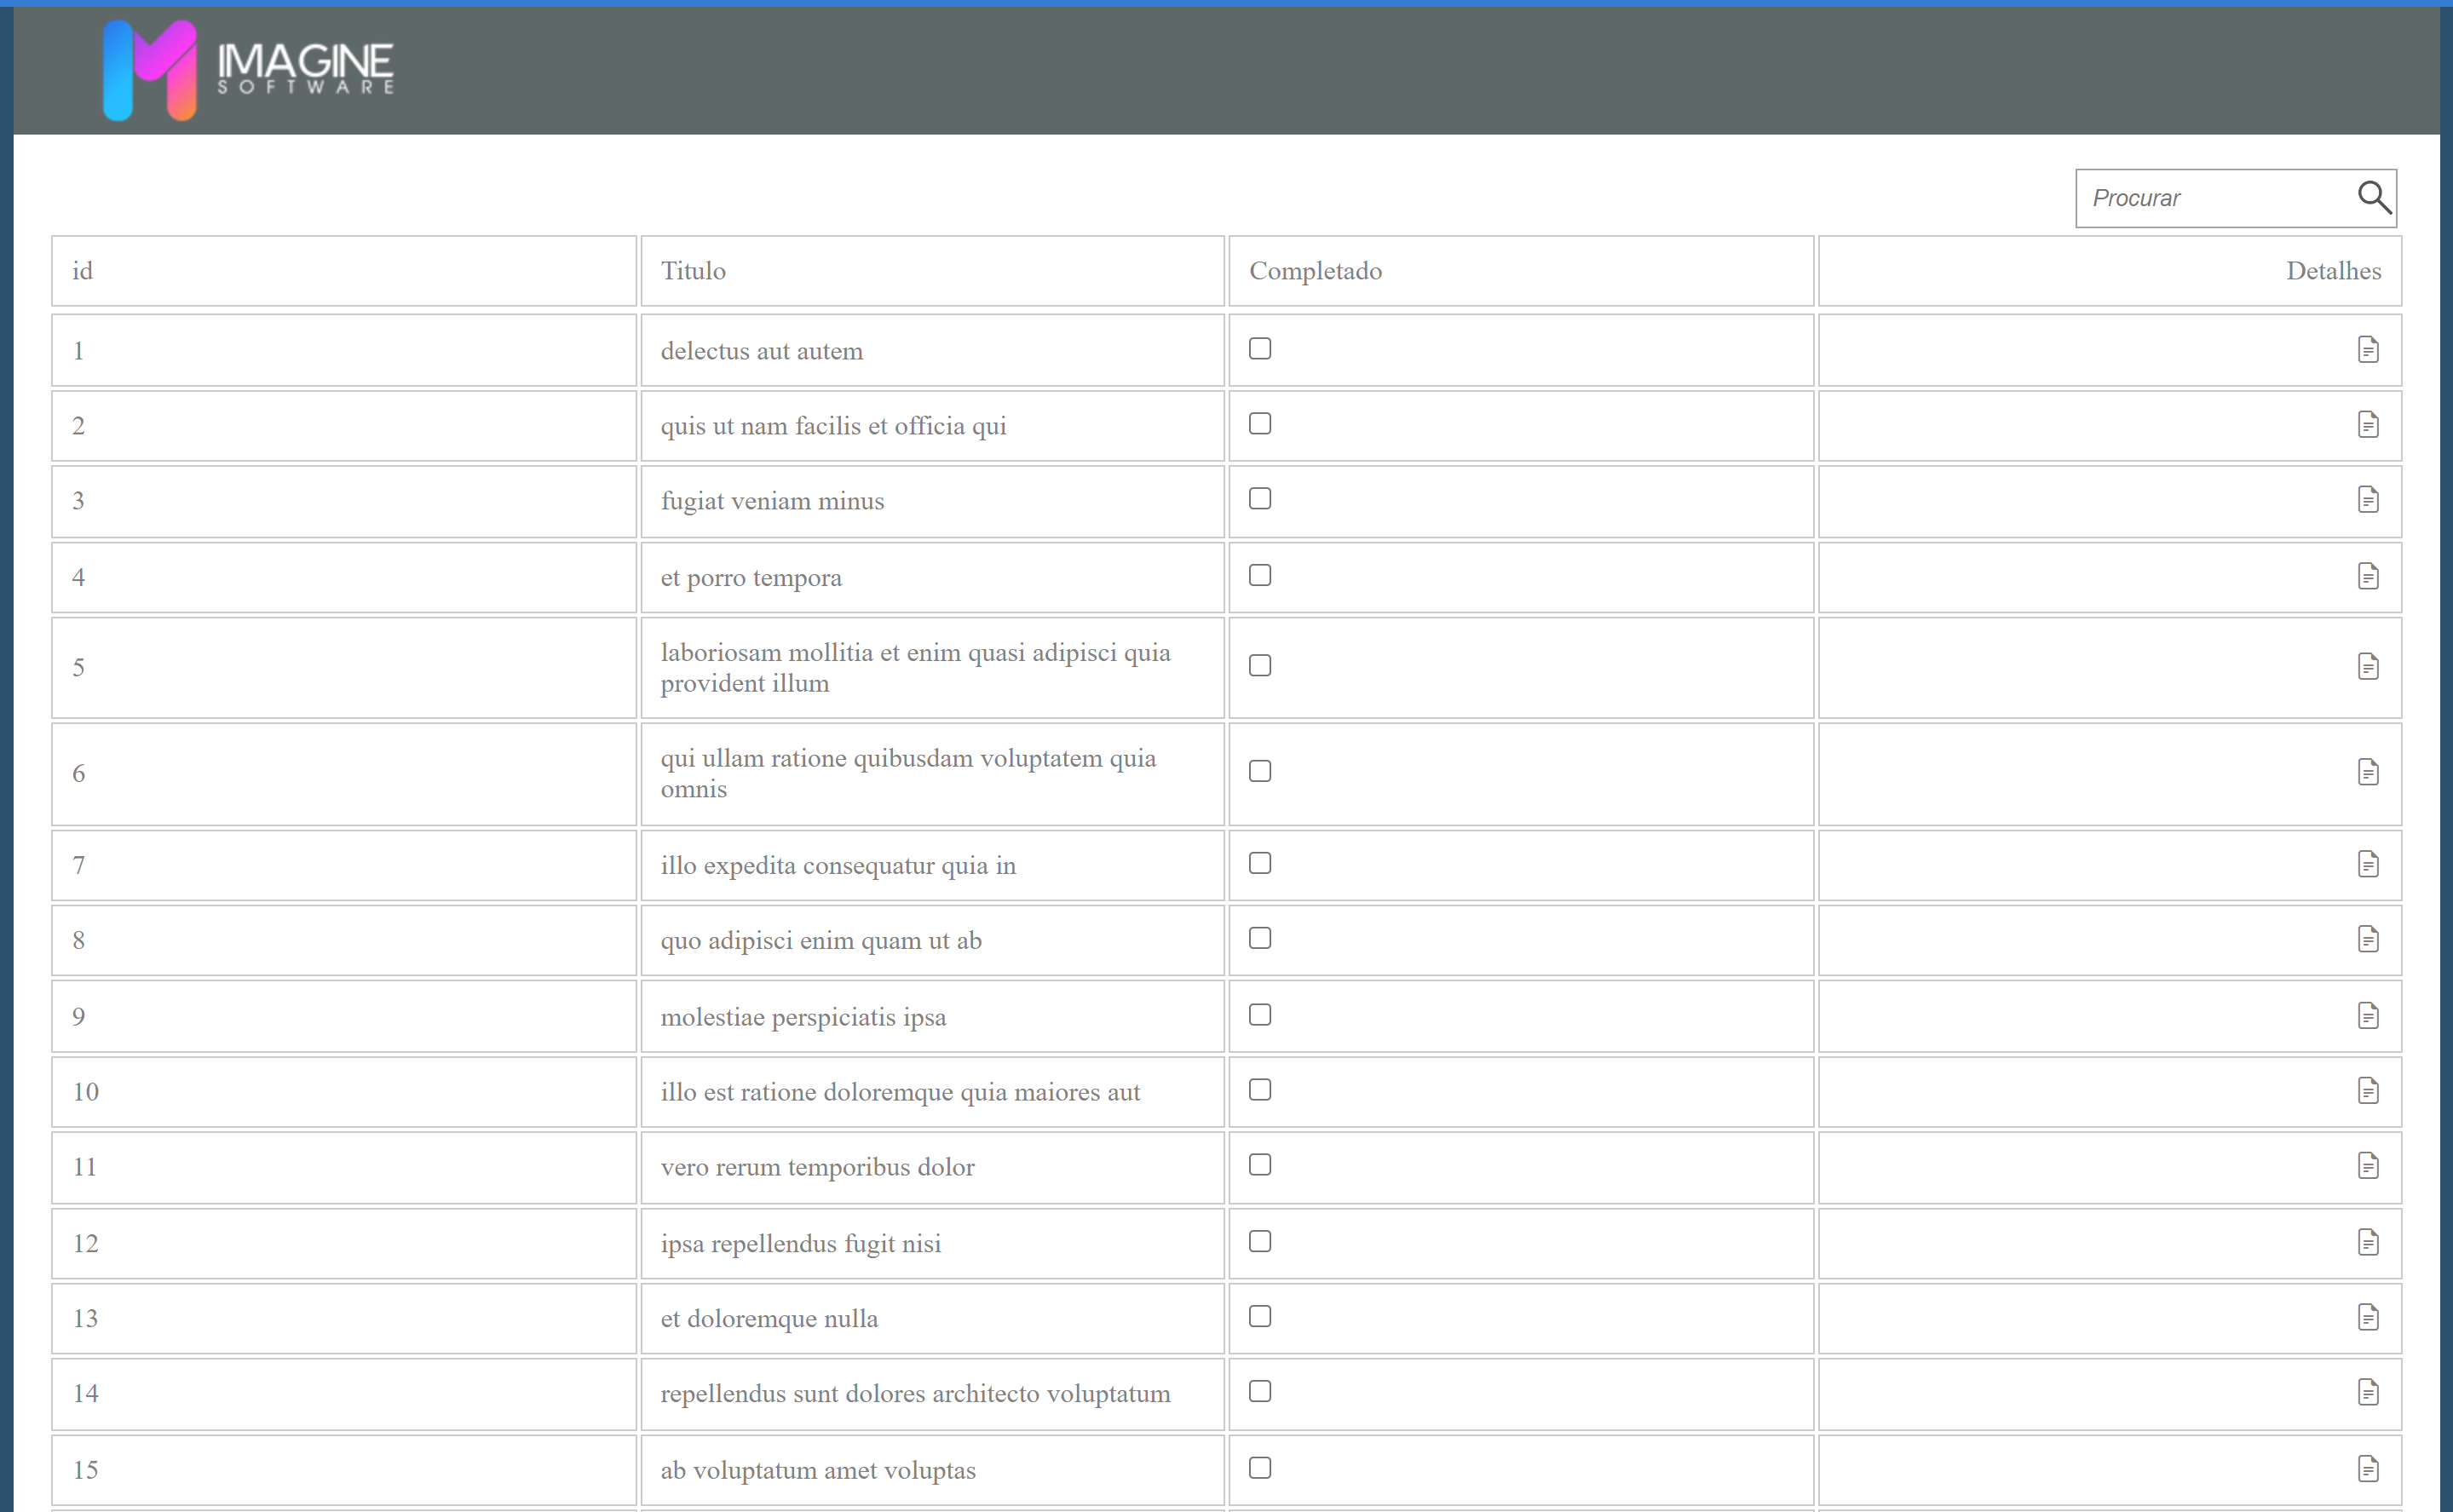 IMAGINE
SOFTWARE
Procurar
id Titulo Completado Detalhes
1 delectus aut autem
2 quis ut nam facilis et officia qui
3 fugiat veniam minus
4 et porro tempora
5 laboriosam mollitia et enim quasi adipisci quia
provident illum
6 qui ullam ratione quibusdam voluptatem quia
omnis
7 illo expedita consequatur quia in
8 quo adipisci enim quam ut ab
9 molestiae perspiciatis ipsa
10 illo est ratione doloremque quia maiores aut
11 vero rerum temporibus dolor
12 ipsa repellendus fugit nisi
13 et doloremque nulla
14 repellendus sunt dolores architecto voluptatum
15 ab voluptatum amet voluptas